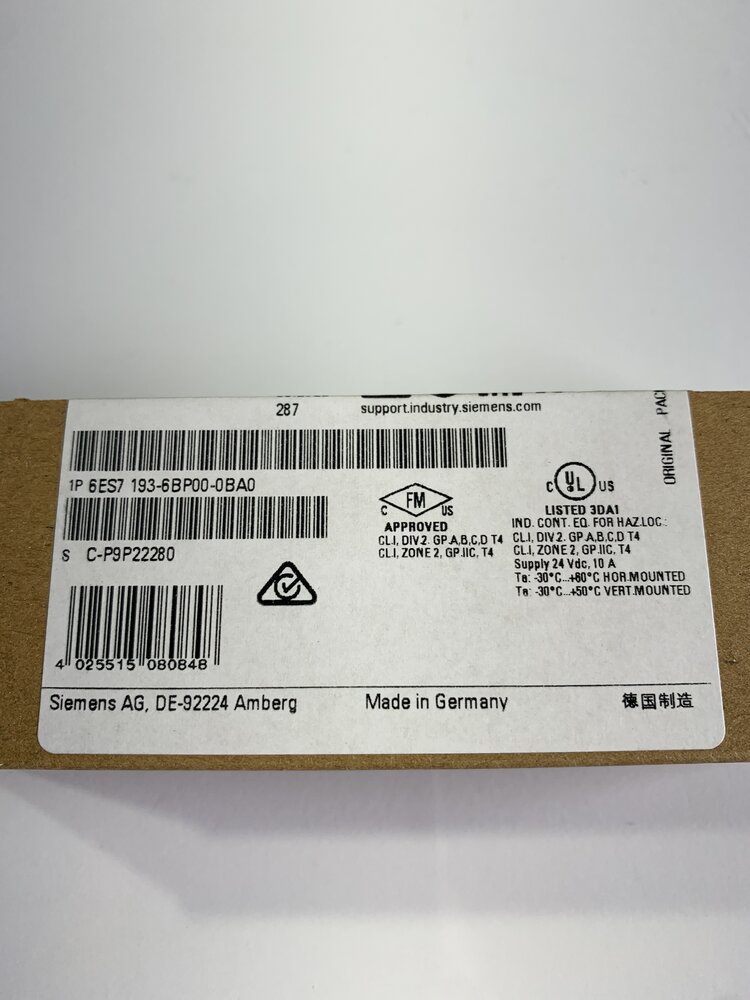 287
support.industry.siemens.com
ORIGINAL
1P 6ES7 193-6BP00-0BA0
S C-P9P22280
4 025515 080848
C FM US
APPROVED
CL.I, DIV.2. GP.A,B,C,D T4
CL.I, ZONE 2, GP.IIC, T4
C UL US
LISTED 3DA1
IND. CONT. EQ. FOR HAZ.LOC.:
CL.I, DIV.2. GP.A,B,C,D T4
CL.I, ZONE 2, GP.IIC, T4
Supply 24 Vdc, 10 A
Ta: -30°C...+60°C HOR.MOUNTED
Ta: -30°C...+50°C VERT.MOUNTED
Siemens AG, DE-92224 Amberg
Made in Germany
德国制造